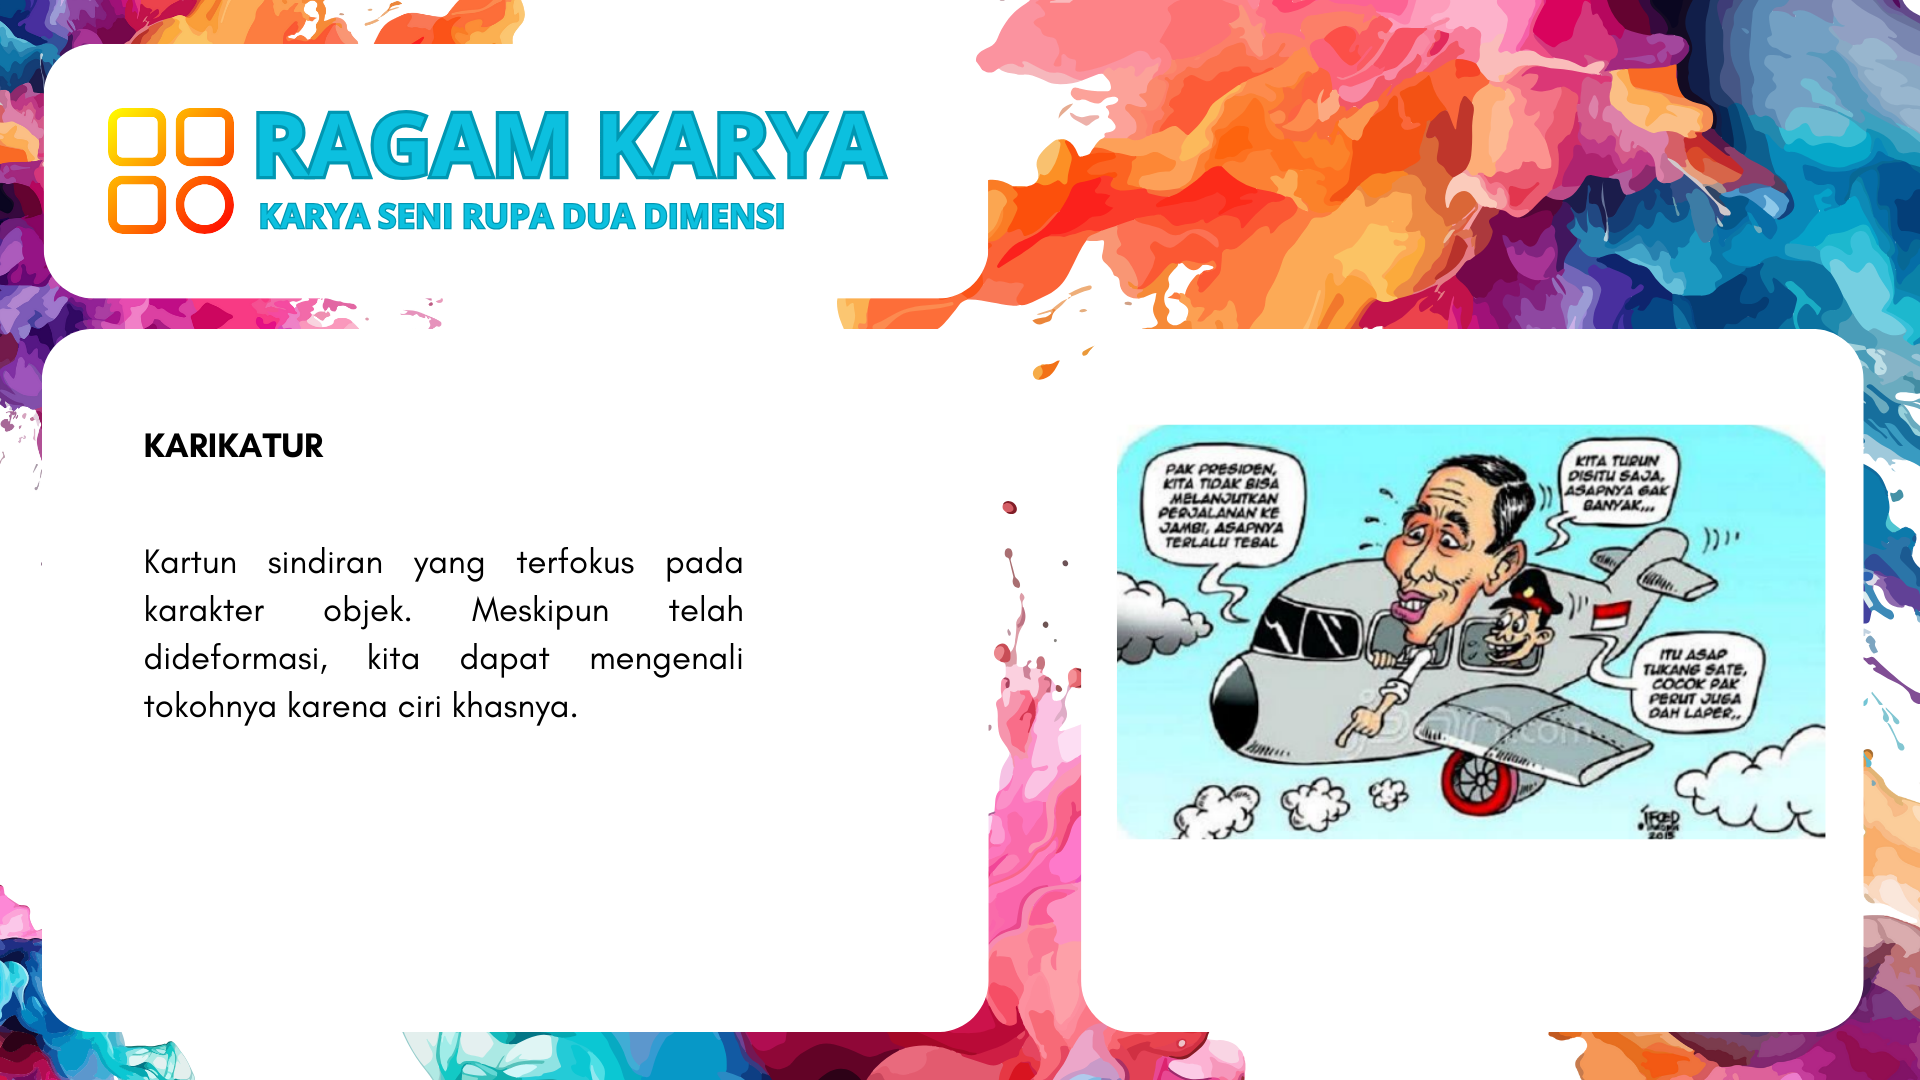 RAGAM KARYA
KARYA SENI RUPA DUA DIMENSI
KARIKATUR
Kartun sindiran yang terfokus pada
karakter objek. Meskipun telah
dideformasi, kita dapat mengenali
tokohnya karena ciri khasnya.
PAK PRESIDEN,
KITA TIDAK BISA
MELANJUTKAN
PERJALANAN KE
JAMBI, ASAPNYA
TERLALU TEBAL
KITA TURUN
DISITU SAJA,
ASAPNYA GAK
BANYAK...
ITU ASAP
TUKANG SATE,
COCOK PAK
PERUT JUGA
DAH LAPER..
.com
2015